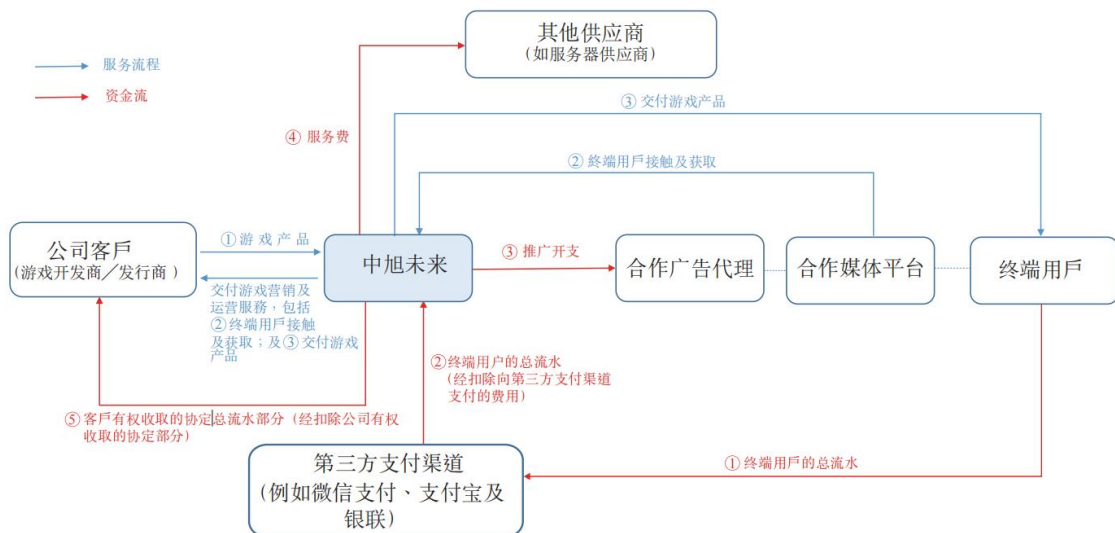 其他供应商
(如服务器供应商)
服务流程
资金流
③ 交付游戏产品
④ 服务费
② 終端用戶接触及获取
公司客戶
(游戏开发商／发行商)
① 游戏产品
中旭未来
③ 推广开支
合作广告代理
合作媒体平台
终端用戶
交付游戏营销及
运营服務，包括
② 终端用戶接触
及获取；及 ③ 交付游戏
产品
② 终端用户的总流水
(经扣除向第三方支付渠道
支付的费用)
⑤ 客戶有权收取的协定总流水部分 (经扣除公司有权
收取的协定部分)
① 终端用戶的总流水
第三方支付渠道
(例如微信支付、支付宝及
银联)